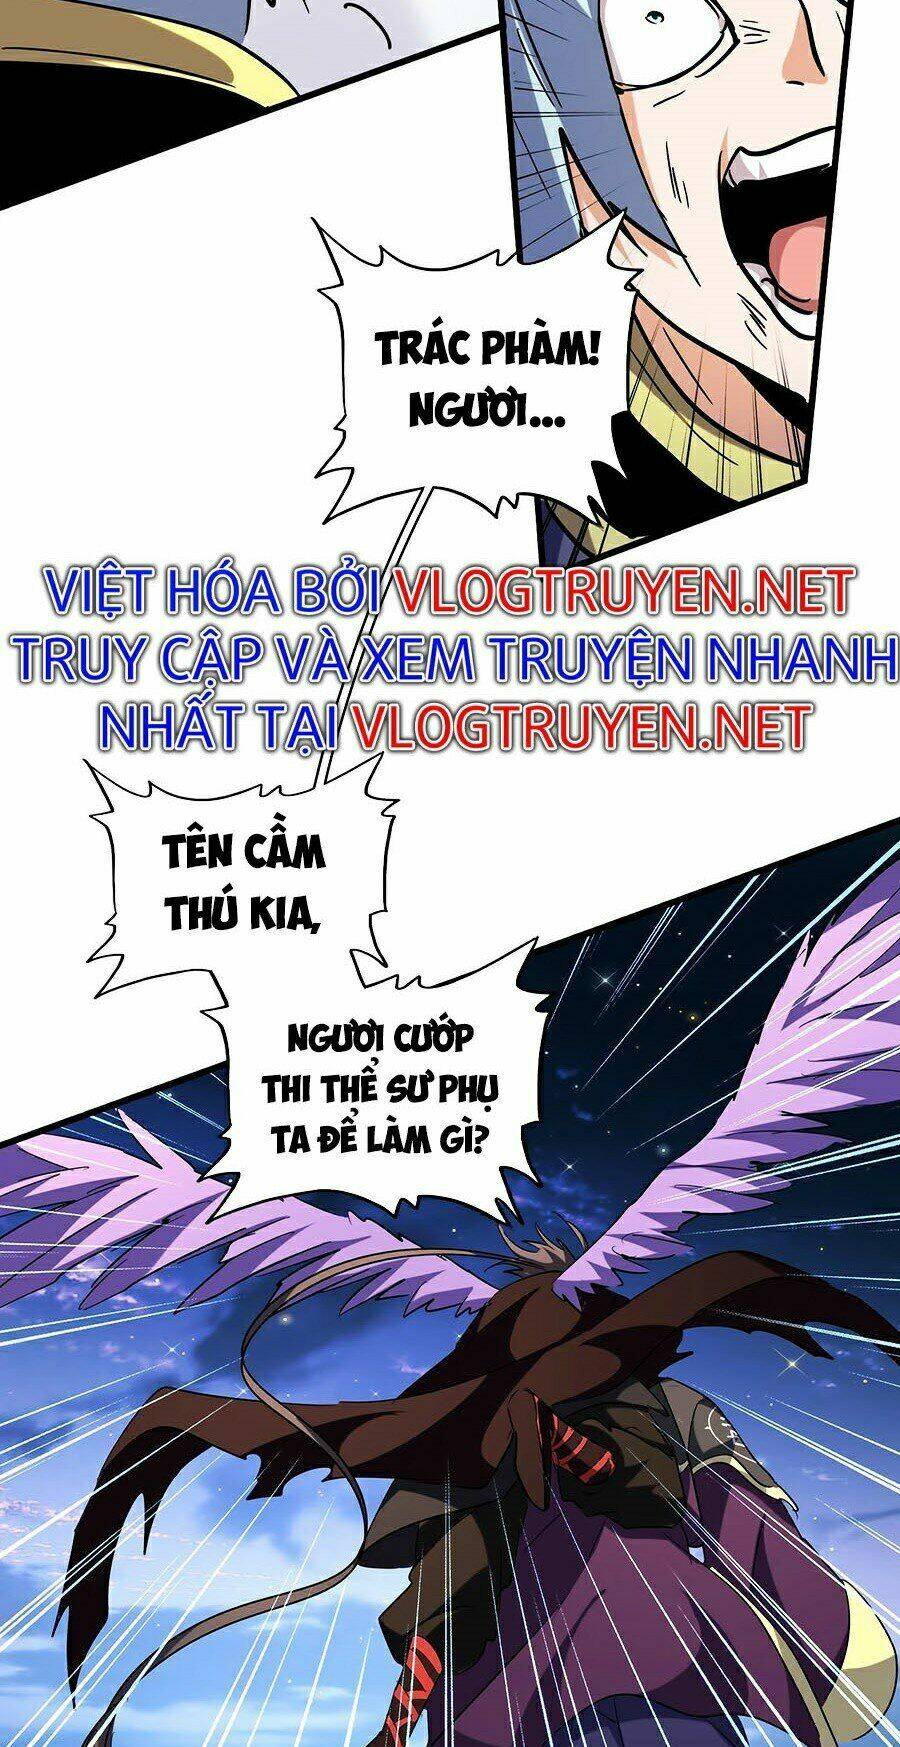 TRÁC PHÀM!
NGƯƠI...
VIỆT HÓA BỞI VLOGTRUYEN.NET
TRUY CẬP VÀ XEM TRUYỆN NHANH
NHẤT TẠI VLOGTRUYEN.NET
TÊN CẦM
THÚ KIA,
NGƯƠI CƯỚP
THI THỂ SƯ PHỤ
TA ĐỂ LÀM GÌ?